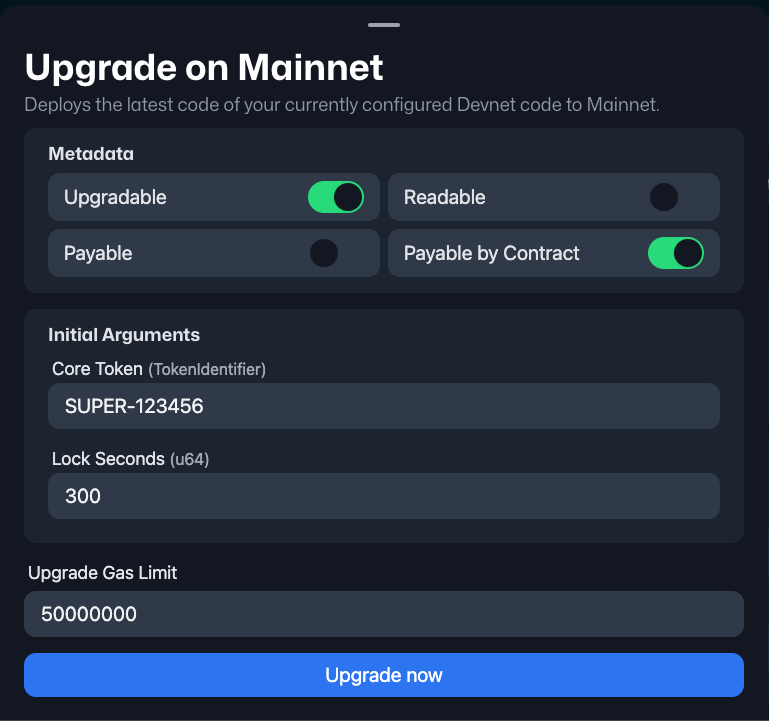 Upgrade on Mainnet
Deploys the latest code of your currently configured Devnet code to Mainnet.
Metadata
Upgradable
Readable
Payable
Payable by Contract
Initial Arguments
Core Token (TokenIdentifier)
SUPER-123456
Lock Seconds (u64)
300
Upgrade Gas Limit
50000000
Upgrade now